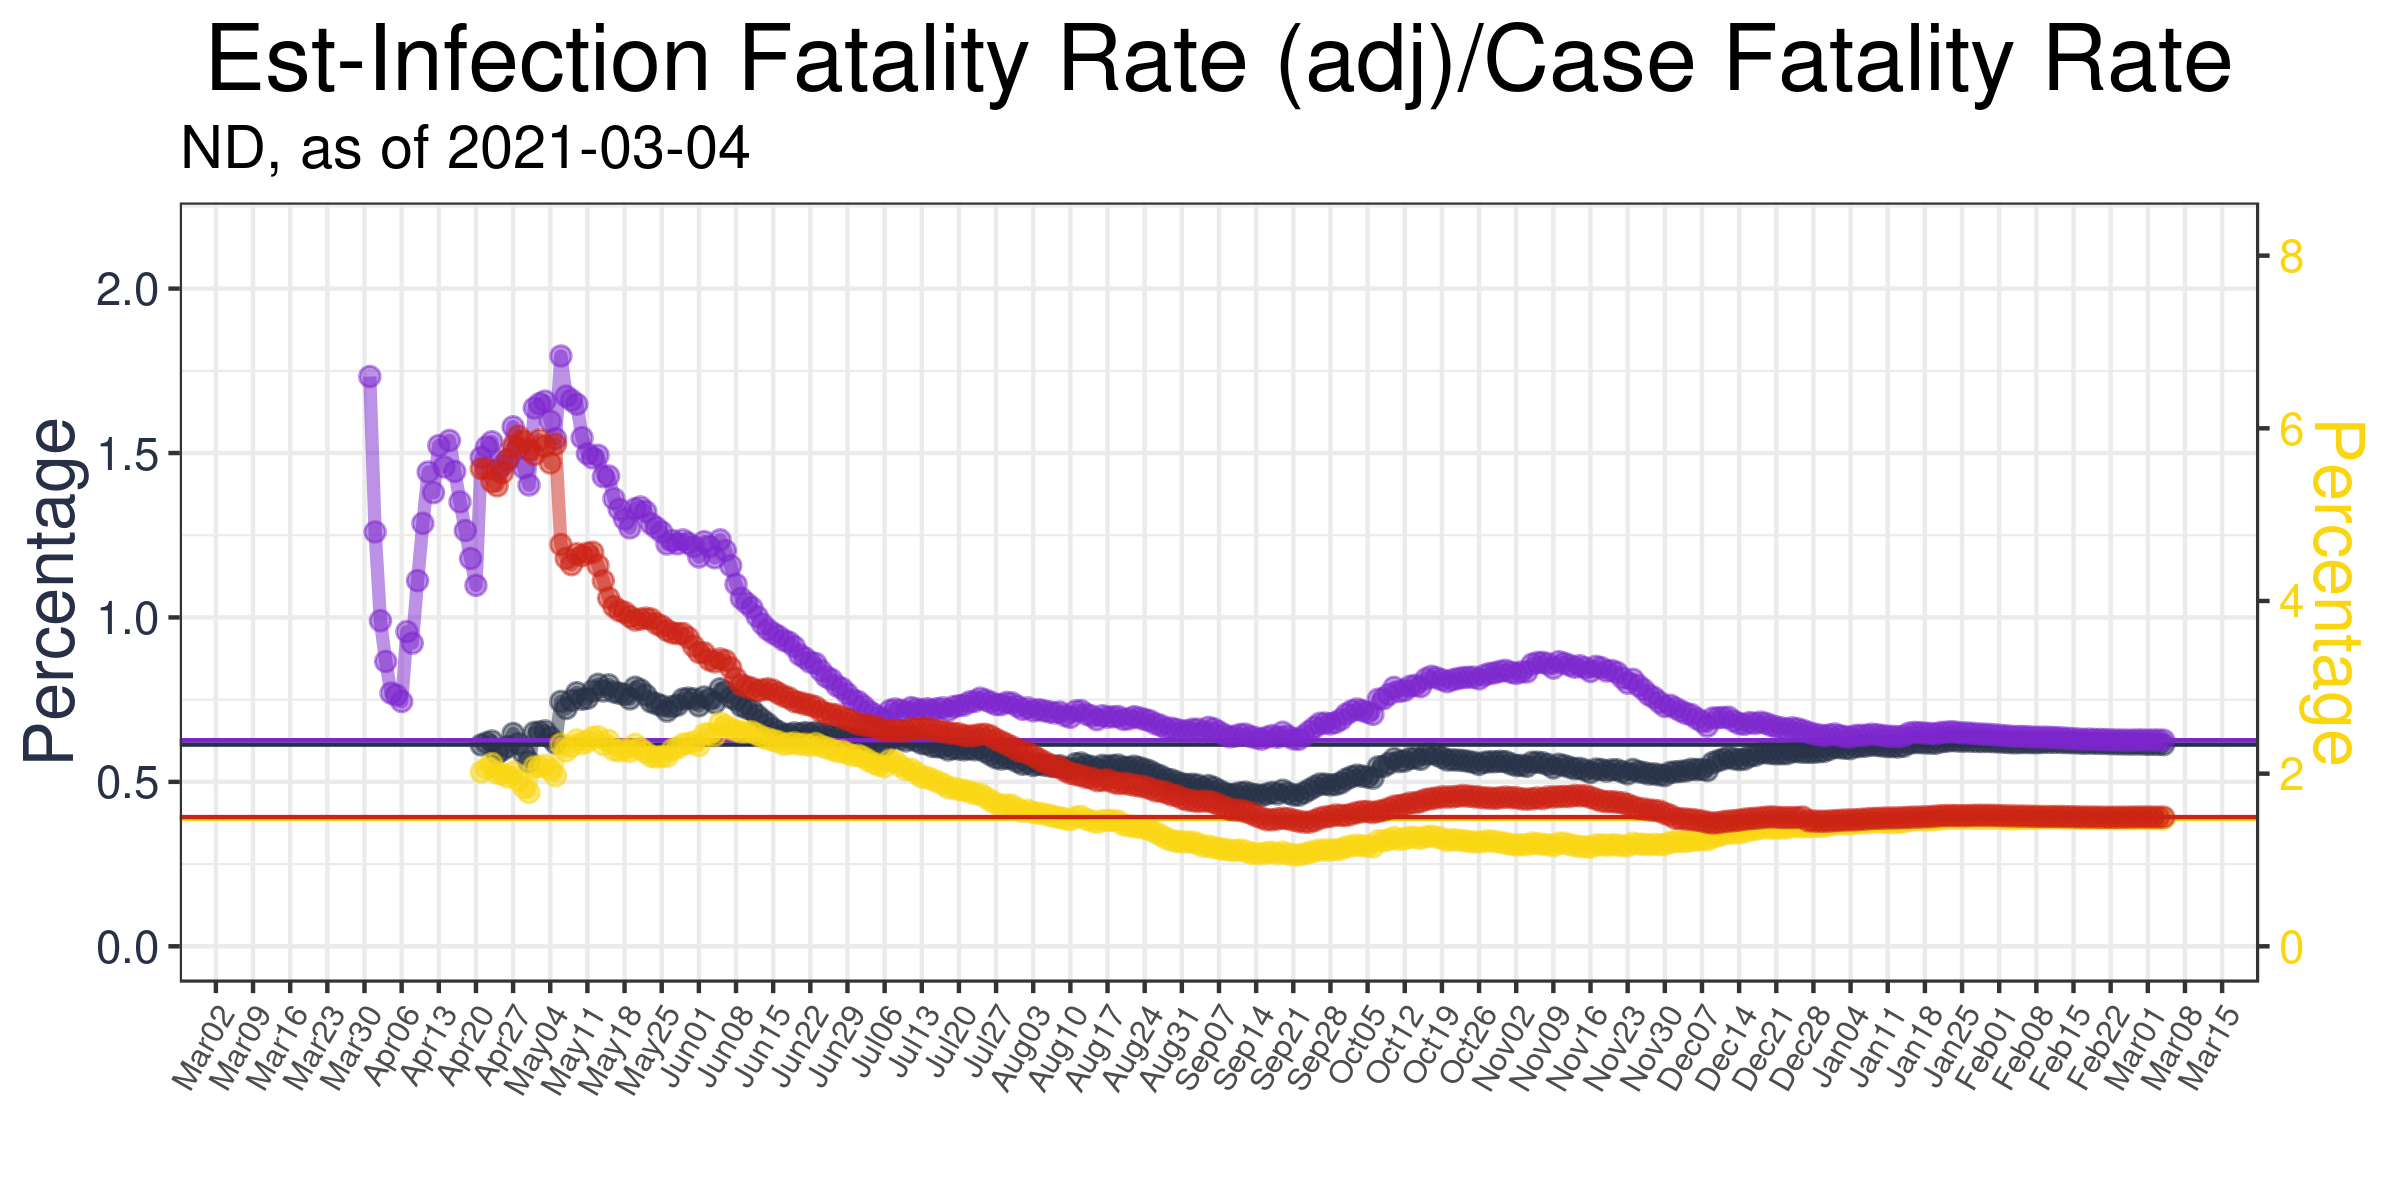 Est-Infection Fatality Rate (adj)/Case Fatality Rate
ND, as of 2021-03-04
Percentage
2.0
1.5
1.0
0.5
0.0
8
6
4
2
0
Percentage
Mar02
Mar09
Mar16
Mar23
Mar30
Apr06
Apr13
Apr20
Apr27
May04
May11
May18
May25
Jun01
Jun08
Jun15
Jun22
Jun29
Jul06
Jul13
Jul20
Jul27
Aug03
Aug10
Aug17
Aug24
Aug31
Sep07
Sep14
Sep21
Sep28
Oct05
Oct12
Oct19
Oct26
Nov02
Nov09
Nov16
Nov23
Nov30
Dec07
Dec14
Dec21
Dec28
Jan04
Jan11
Jan18
Jan25
Feb01
Feb08
Feb15
Feb22
Mar01
Mar08
Mar15